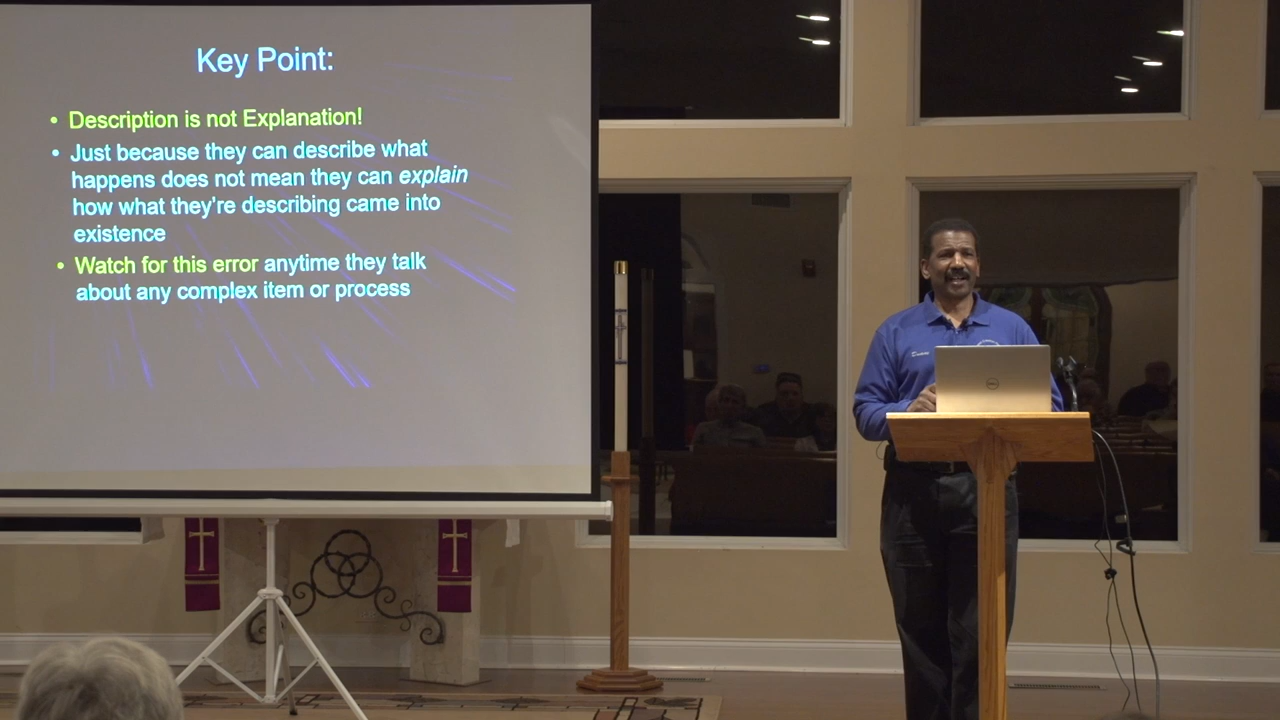 Key Point:
• Description is not Explanation!
• Just because they can describe what
happens does not mean they can explain
how what they're describing came into
existence
• Watch for this error anytime they talk
about any complex item or process
DELL